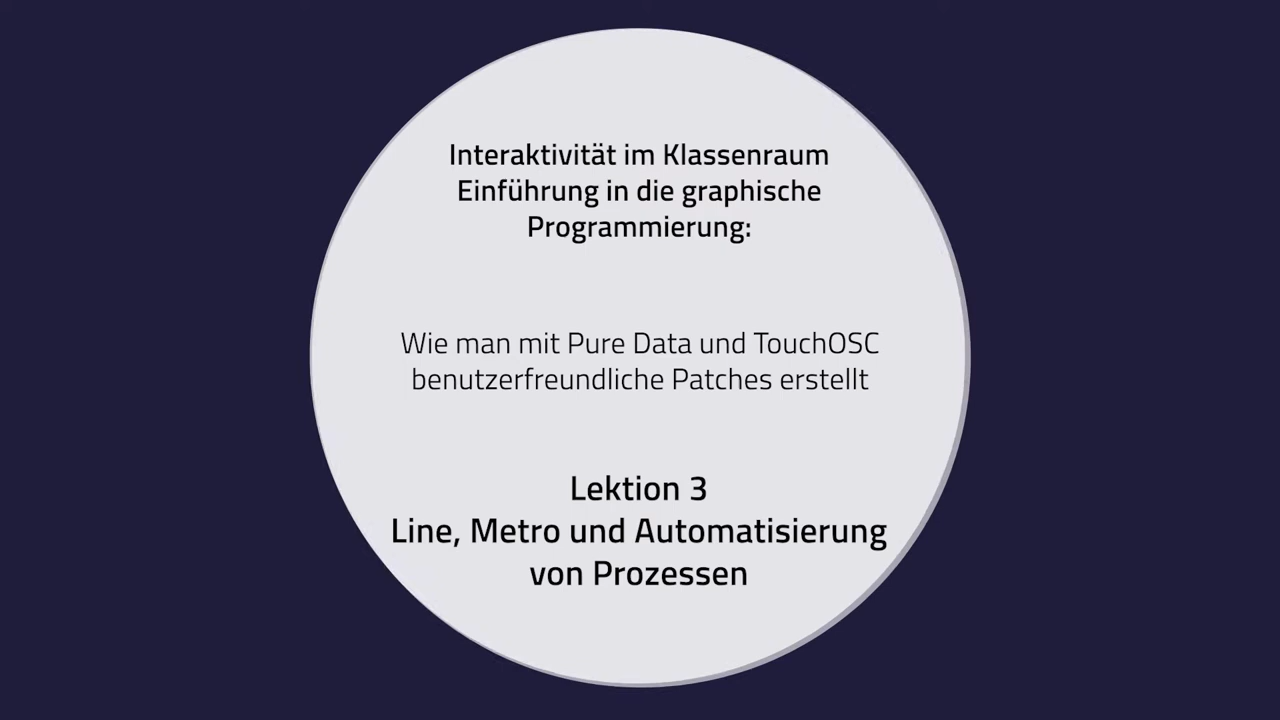 Interaktivität im Klassenraum
Einführung in die graphische
Programmierung:
Wie man mit Pure Data und TouchOSC
benutzerfreundliche Patches erstellt
Lektion 3
Line, Metro und Automatisierung
von Prozessen